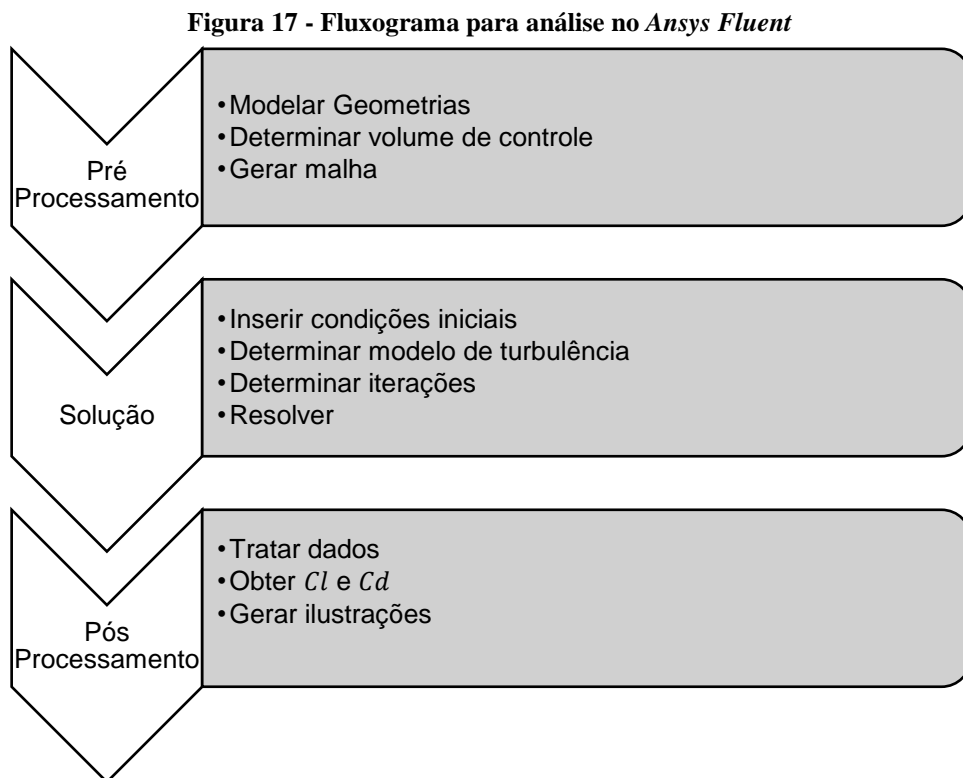 Figura 17 - Fluxograma para análise no Ansys Fluent
Pré
Processamento
•Modelar Geometrias
•Determinar volume de controle
•Gerar malha
Solução
•Inserir condições iniciais
•Determinar modelo de turbulência
•Determinar iterações
•Resolver
Pós
Processamento
•Tratar dados
•Obter Cl e Cd
•Gerar ilustrações